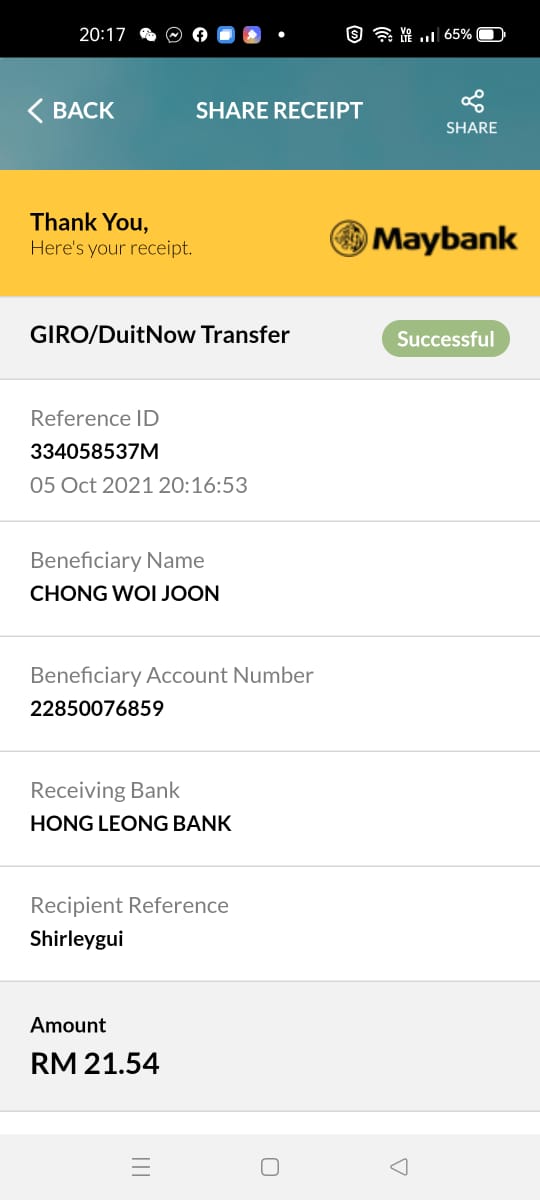 20:17 65%
BACK SHARE RECEIPT
SHARE
Thank You,
Here's your receipt.
Maybank
GIRO/DuitNow Transfer
Successful
Reference ID
334058537M
05 Oct 2021 20:16:53
Beneficiary Name
CHONG WOI JOON
Beneficiary Account Number
22850076859
Receiving Bank
HONG LEONG BANK
Recipient Reference
Shirleygui
Amount
RM 21.54